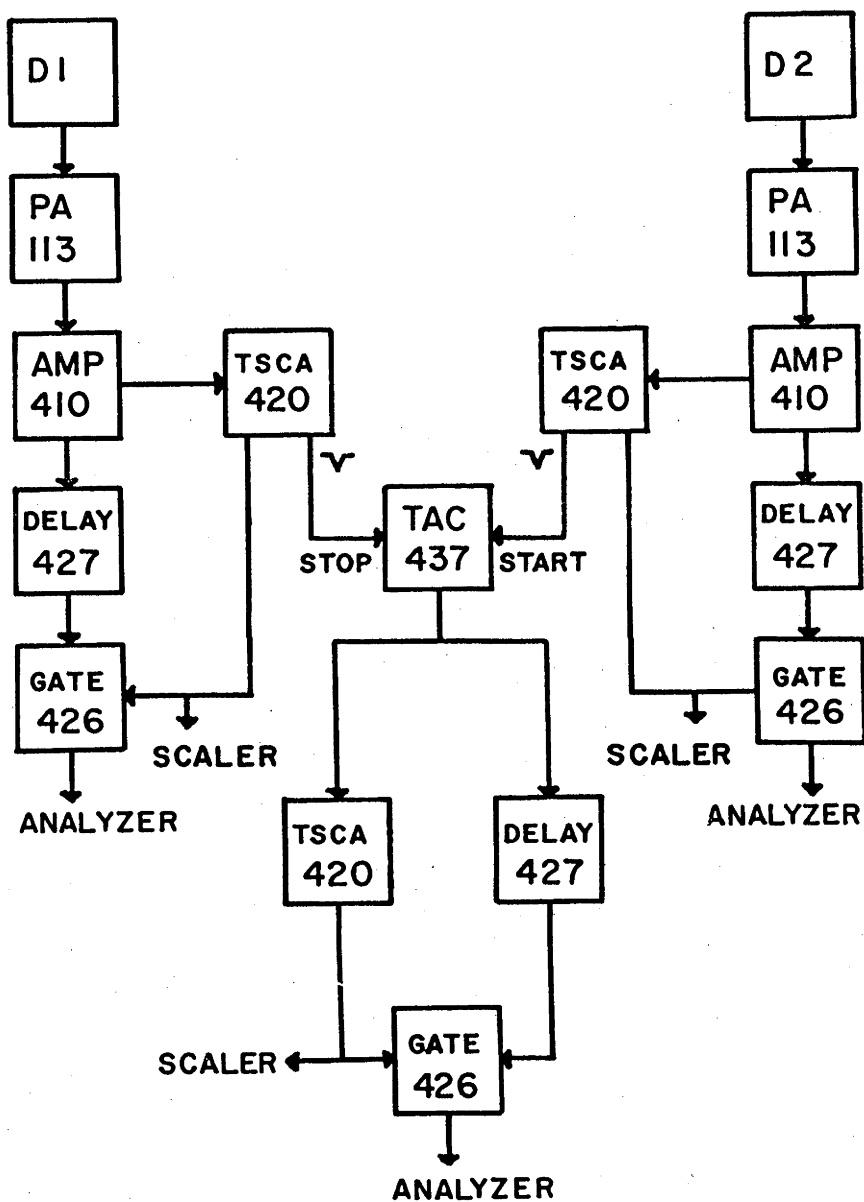 D1
D2
PA
113
PA
113
AMP
410
TSCA
420
TSCA
420
AMP
410
DELAY
427
STOP
TAC
437
START
DELAY
427
GATE
426
SCALER
SCALER
GATE
426
ANALYZER
ANALYZER
TSCA
420
DELAY
427
SCALER
GATE
426
ANALYZER